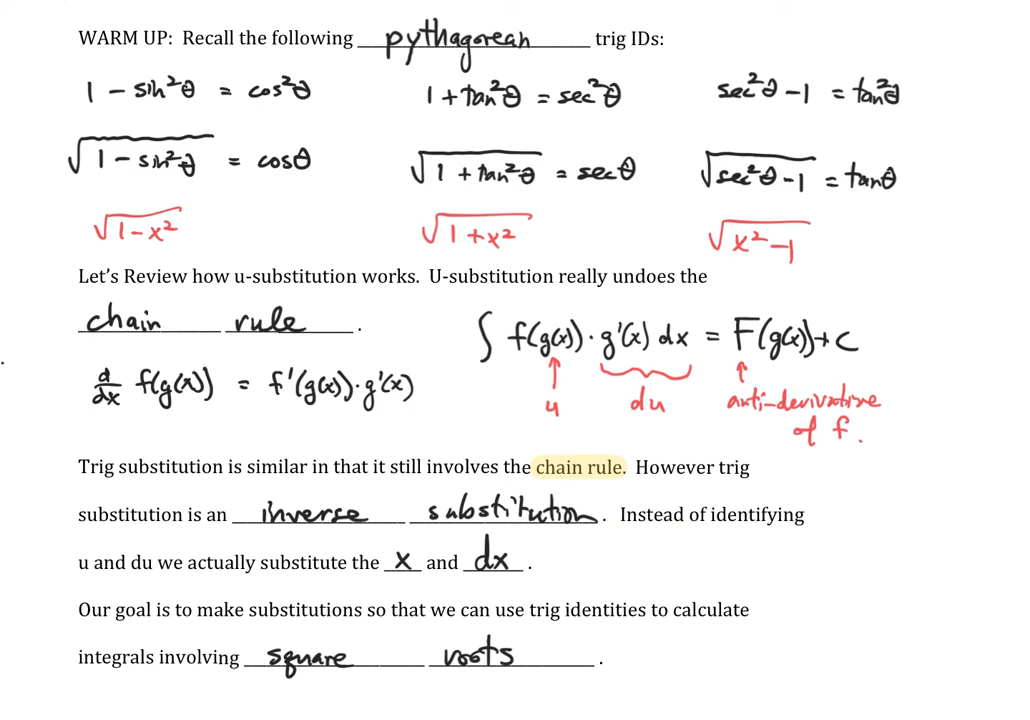 WARM UP: Recall the following pythagorean trig IDs:
1 - sin²θ = cos²θ 1 + tan²θ = sec²θ sec²θ - 1 = tan²θ
√(1 - sin²θ) = cosθ √(1 + tan²θ) = secθ √(sec²θ - 1) = tanθ
√(1-x²) √(1+x²) √(x²-1)
Let's Review how u-substitution works. U-substitution really undoes the
chain rule .
∫ f(g(x)) · g'(x) dx = F(g(x)) + C
d/dx f(g(x)) = f'(g(x)) · g'(x)
↑ u du ↑ anti-derivative
of f.
Trig substitution is similar in that it still involves the chain rule. However trig
substitution is an inverse substitution. Instead of identifying
u and du we actually substitute the x and dx .
Our goal is to make substitutions so that we can use trig identities to calculate
integrals involving square roots .